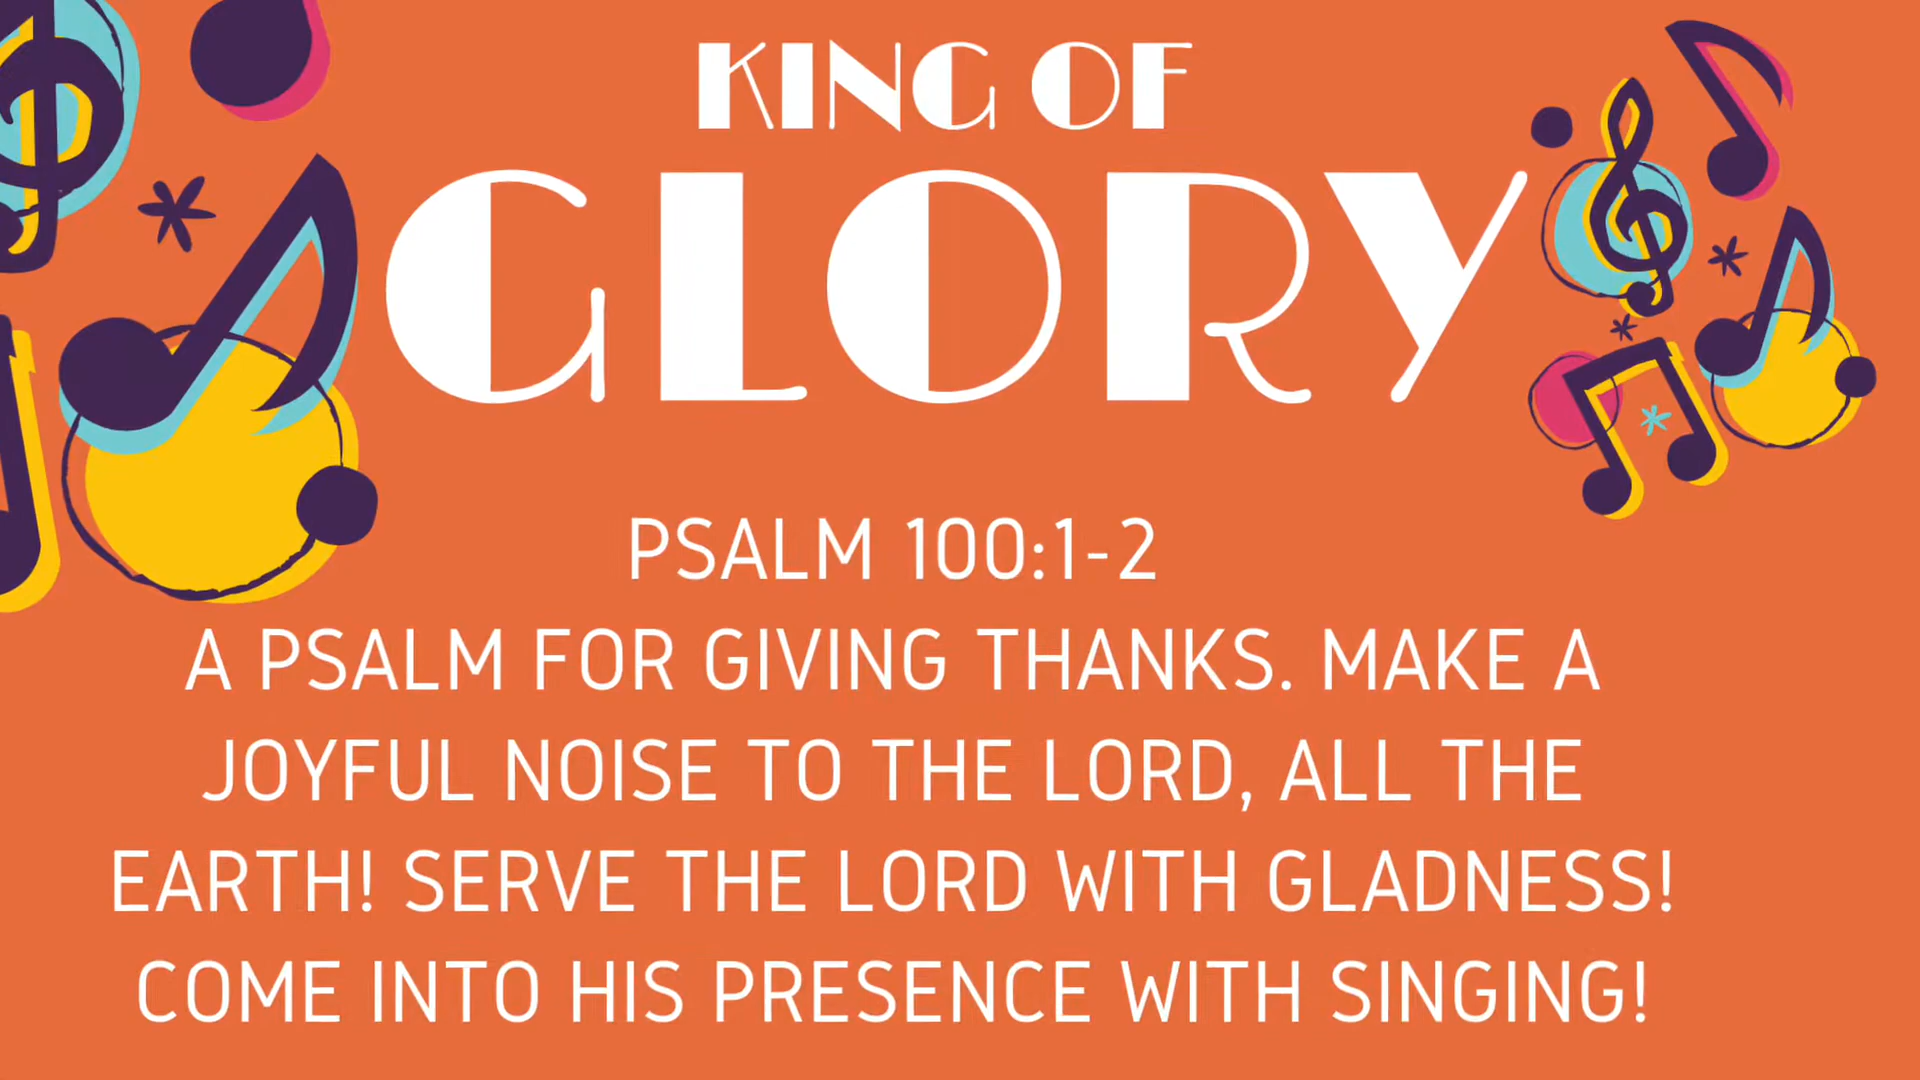 KING OF
GLORY
PSALM 100:1-2
A PSALM FOR GIVING THANKS. MAKE A
JOYFUL NOISE TO THE LORD, ALL THE
EARTH! SERVE THE LORD WITH GLADNESS!
COME INTO HIS PRESENCE WITH SINGING!